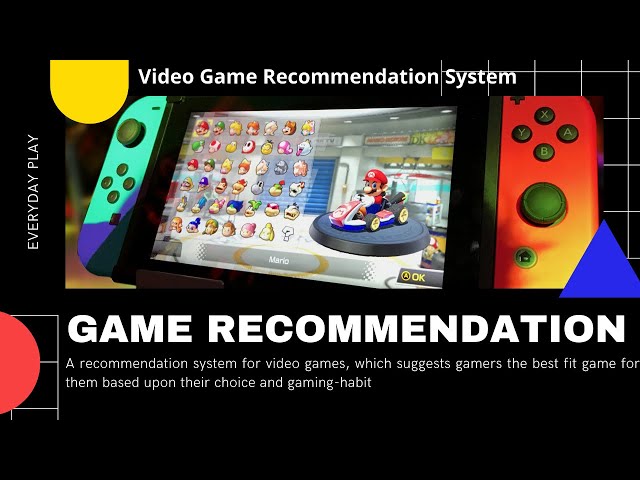 Video Game Recommendation System
EVERYDAY PLAY
X
Y
A
B
Mario
A OK
GAME RECOMMENDATION
A recommendation system for video games, which suggests gamers the best fit game for
them based upon their choice and gaming-habit